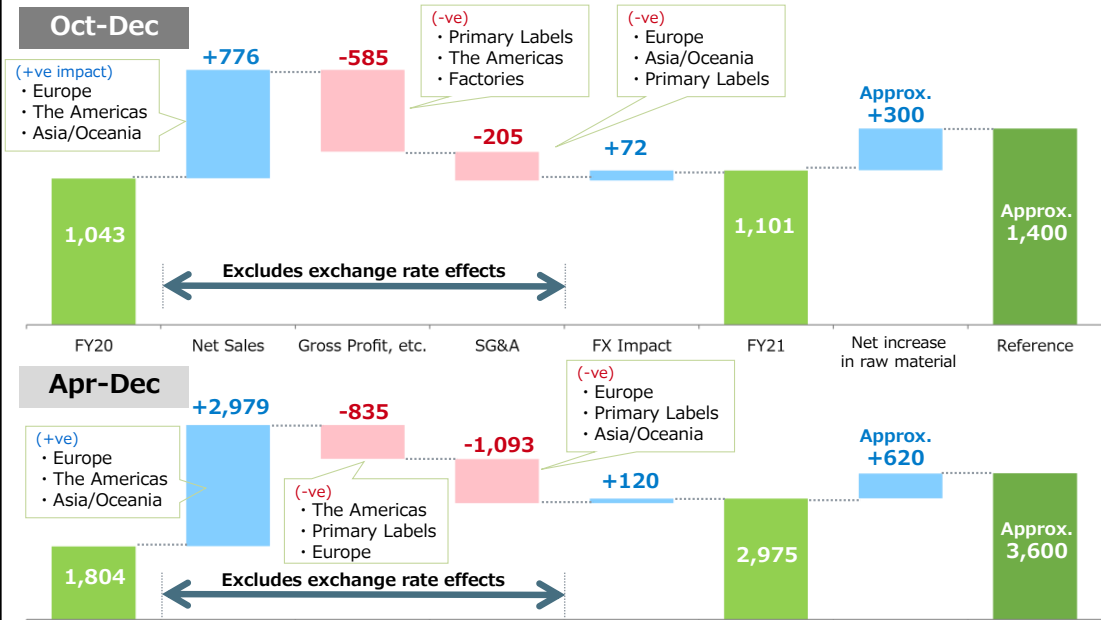 Oct-Dec
(+ve impact)
・Europe
・The Americas
・Asia/Oceania
+776
-585
(-ve)
・Primary Labels
・The Americas
・Factories
-205
(-ve)
・Europe
・Asia/Oceania
・Primary Labels
+72
Approx.
+300
1,043
1,101
Approx.
1,400
Excludes exchange rate effects
FY20
Net Sales
Gross Profit, etc.
SG&A
FX Impact
FY21
Net increase
in raw material
Reference
Apr-Dec
(+ve)
・Europe
・The Americas
・Asia/Oceania
+2,979
-835
(-ve)
・The Americas
・Primary Labels
・Europe
-1,093
(-ve)
・Europe
・Primary Labels
・Asia/Oceania
+120
Approx.
+620
1,804
2,975
Approx.
3,600
Excludes exchange rate effects